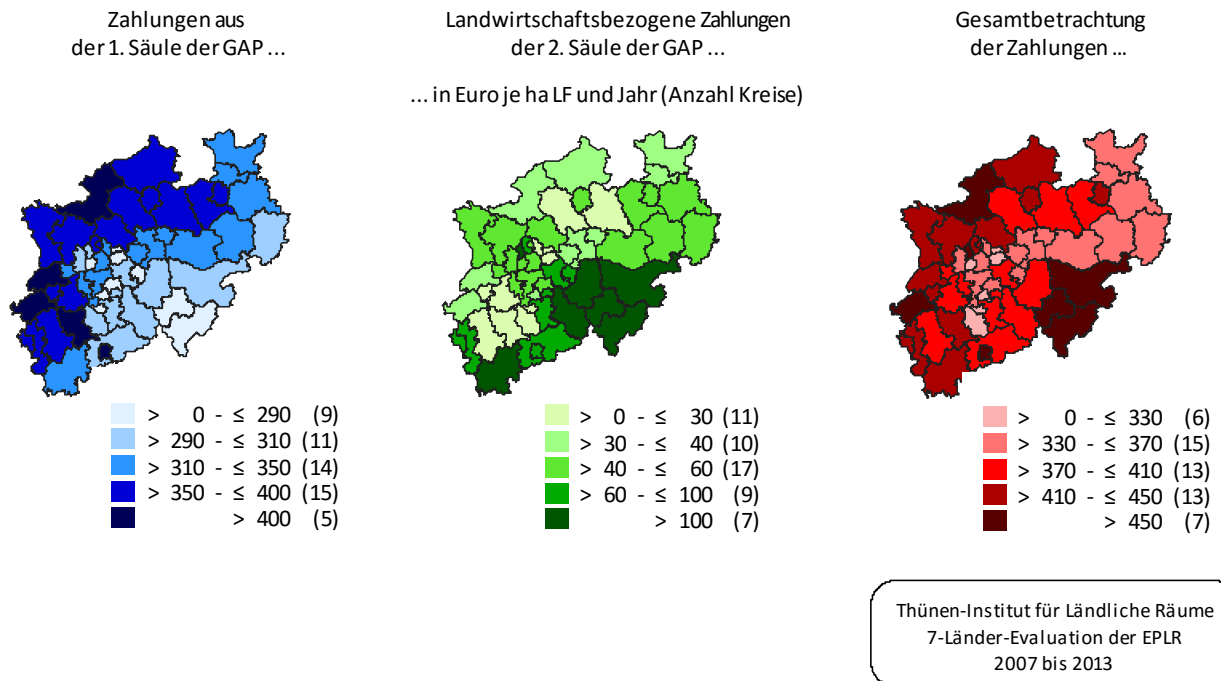 Zahlungen aus
der 1. Säule der GAP ...
Landwirtschaftsbezogene Zahlungen
der 2. Säule der GAP ...
Gesamtbetrachtung
der Zahlungen ...
... in Euro je ha LF und Jahr (Anzahl Kreise)
> 0 - ≤ 290 (9)
> 290 - ≤ 310 (11)
> 310 - ≤ 350 (14)
> 350 - ≤ 400 (15)
> 400 (5)
> 0 - ≤ 30 (11)
> 30 - ≤ 40 (10)
> 40 - ≤ 60 (17)
> 60 - ≤ 100 (9)
> 100 (7)
> 0 - ≤ 330 (6)
> 330 - ≤ 370 (15)
> 370 - ≤ 410 (13)
> 410 - ≤ 450 (13)
> 450 (7)
Thünen-Institut für Ländliche Räume
7-Länder-Evaluation der EPLR
2007 bis 2013